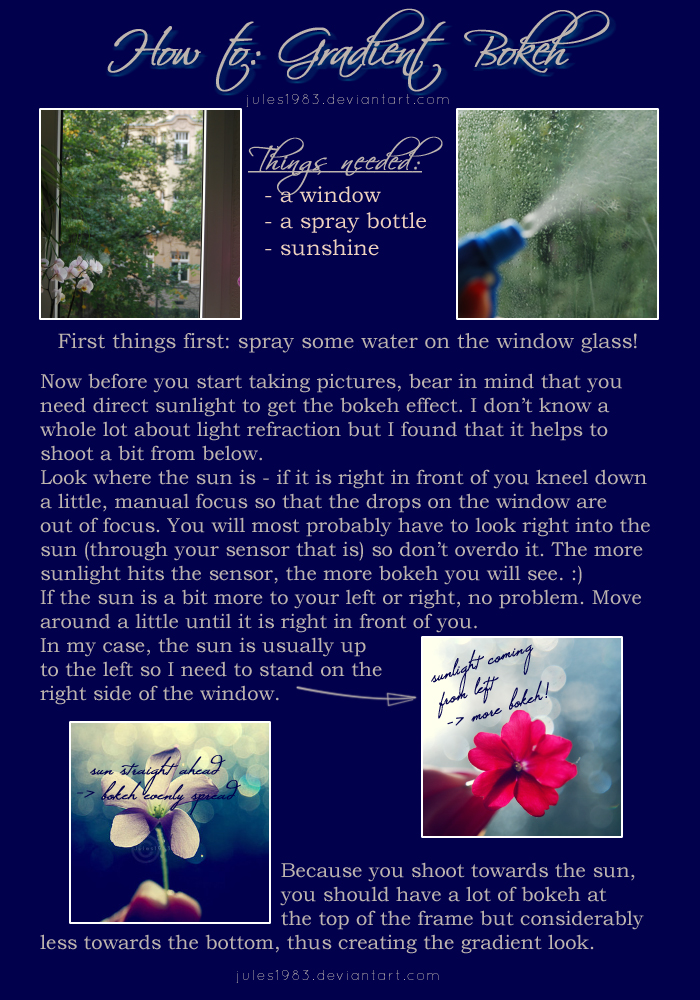 How to: Gradient Bokeh
jules1983.deviantart.com
Things needed:
- a window
- a spray bottle
- sunshine
First things first: spray some water on the window glass!
Now before you start taking pictures, bear in mind that you
need direct sunlight to get the bokeh effect. I don't know a
whole lot about light refraction but I found that it helps to
shoot a bit from below.
Look where the sun is - if it is right in front of you kneel down
a little, manual focus so that the drops on the window are
out of focus. You will most probably have to look right into the
sun (through your sensor that is) so don't overdo it. The more
sunlight hits the sensor, the more bokeh you will see. :)
If the sun is a bit more to your left or right, no problem. Move
around a little until it is right in front of you.
In my case, the sun is usually up
to the left so I need to stand on the
right side of the window.
sunlight coming
from left
-> more bokeh!
sun straight ahead
-> bokeh evenly spread
Because you shoot towards the sun,
you should have a lot of bokeh at
the top of the frame but considerably
less towards the bottom, thus creating the gradient look.
jules1983.deviantart.com